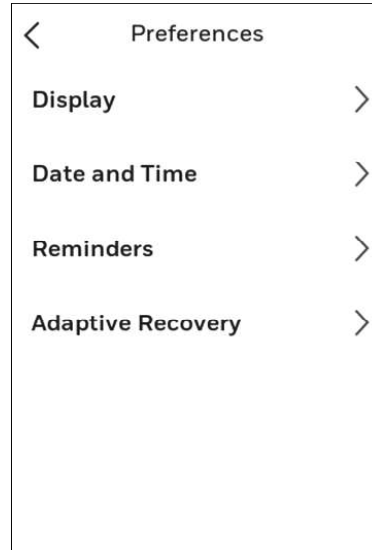 Preferences
Display
Date and Time
Reminders
Adaptive Recovery